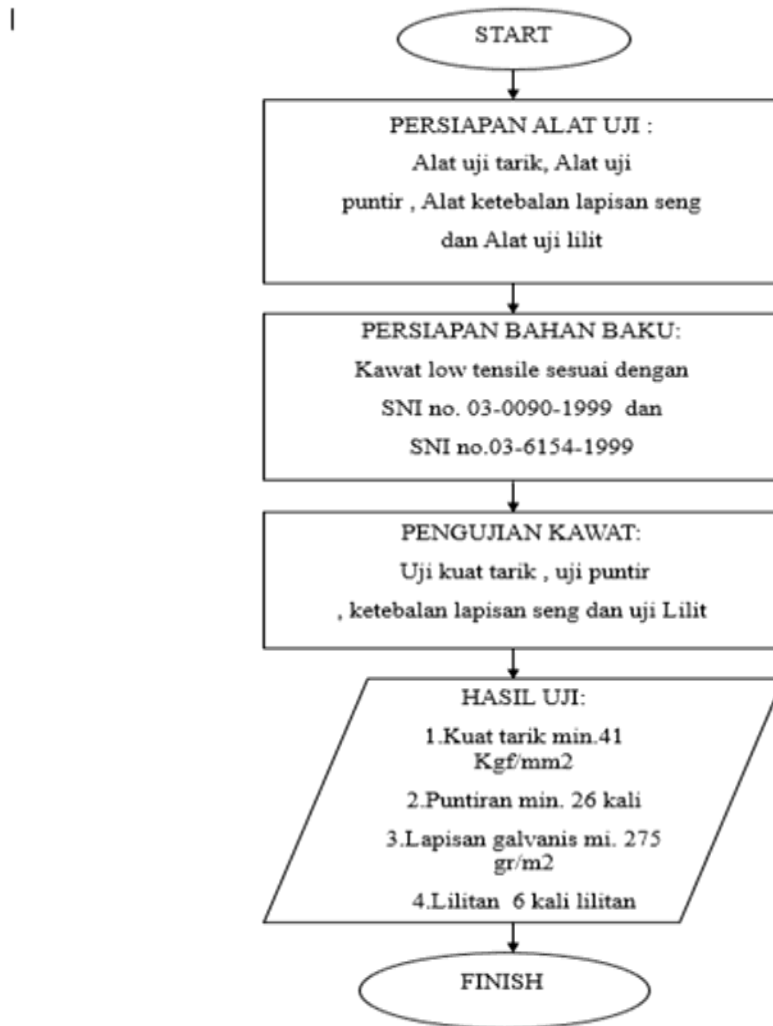 START
PERSIAPAN ALAT UJI :
Alat uji tarik, Alat uji
puntir , Alat ketebalan lapisan seng
dan Alat uji lilit
PERSIAPAN BAHAN BAKU:
Kawat low tensile sesuai dengan
SNI no. 03-0090-1999 dan
SNI no.03-6154-1999
PENGUJIAN KAWAT:
Uji kuat tarik , uji puntir
, ketebalan lapisan seng dan uji Lilit
HASIL UJI:
1.Kuat tarik min.41
Kgf/mm2
2.Puntiran min. 26 kali
3.Lapisan galvanis mi. 275
gr/m2
4.Lilitan 6 kali lilitan
FINISH